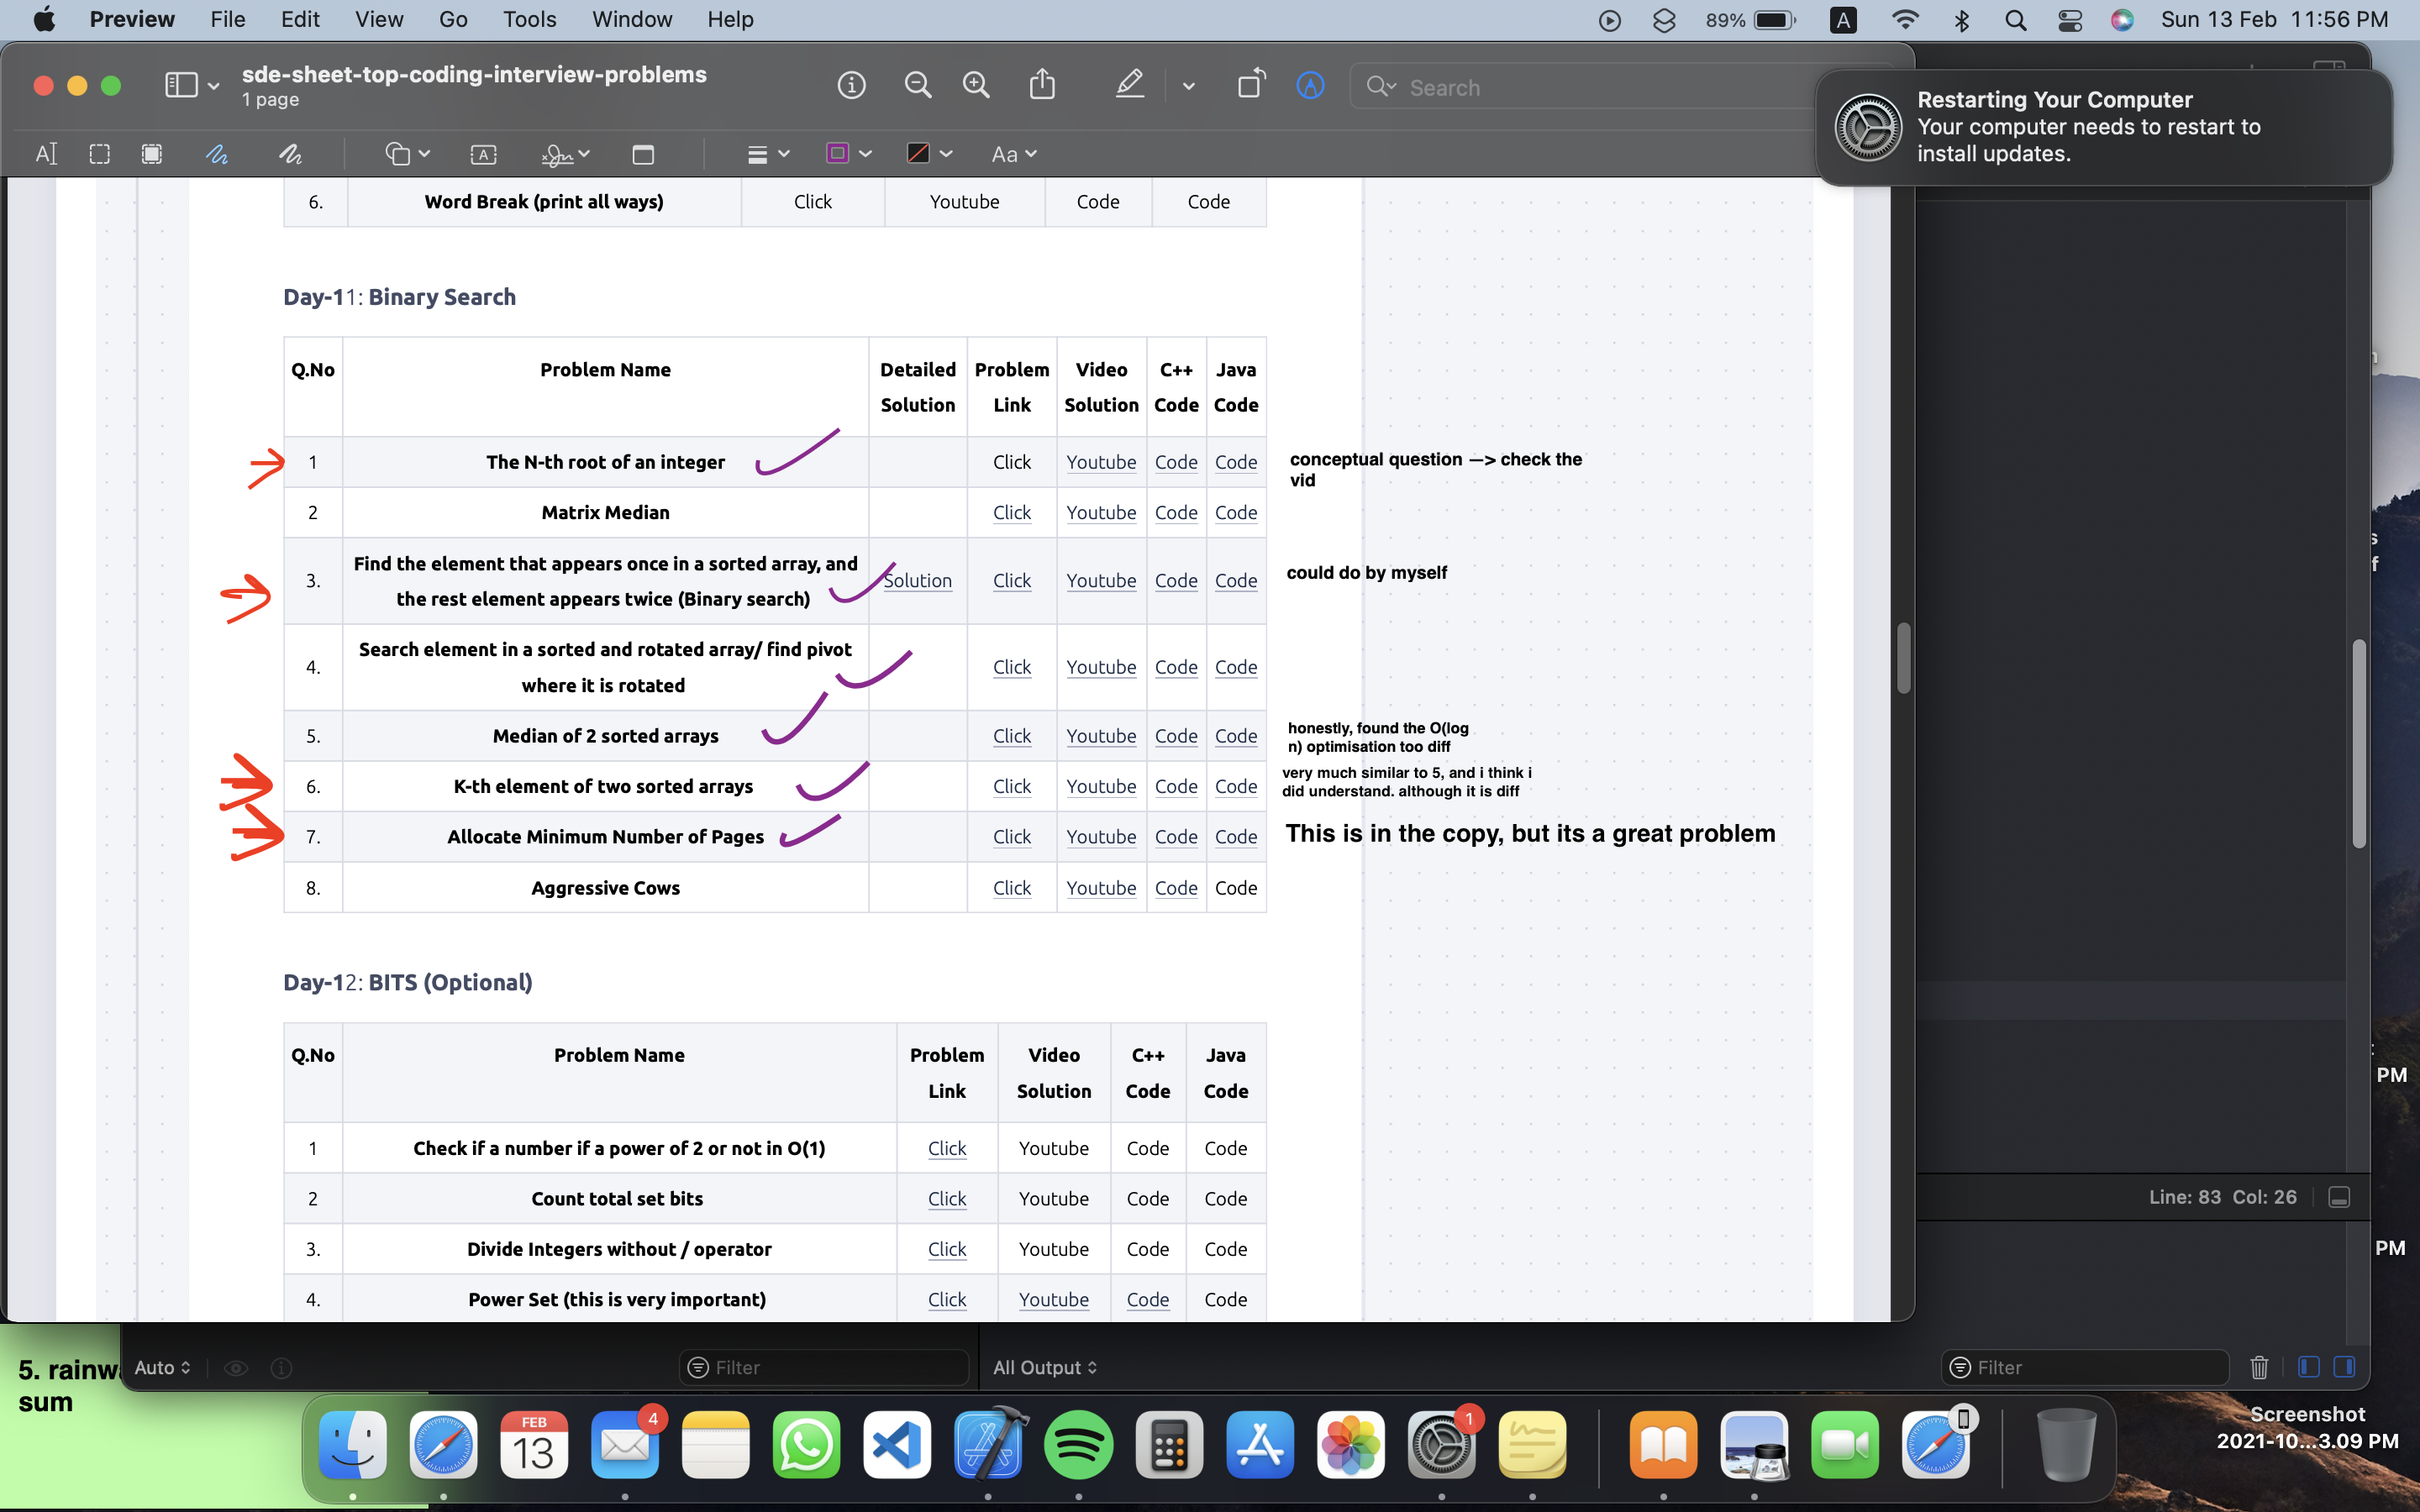 Preview File Edit View Go Tools Window Help 89% A Sun 13 Feb 11:56 PM
sde-sheet-top-coding-interview-problems
1 page
Search
Restarting Your Computer
Your computer needs to restart to
install updates.
A A Aa
6. Word Break (print all ways) Click Youtube Code Code
Day-11: Binary Search
Q.No Problem Name Detailed Solution Problem Link Video Solution C++ Code Java Code
1 The N-th root of an integer Click Youtube Code Code
conceptual question —> check the
vid
2 Matrix Median Click Youtube Code Code
3. Find the element that appears once in a sorted array, and
the rest element appears twice (Binary search) Solution Click Youtube Code Code
could do by myself
4. Search element in a sorted and rotated array/ find pivot
where it is rotated Click Youtube Code Code
5. Median of 2 sorted arrays Click Youtube Code Code
honestly, found the O(log
n) optimisation too diff
6. K-th element of two sorted arrays Click Youtube Code Code
very much similar to 5, and i think i
did understand. although it is diff
7. Allocate Minimum Number of Pages Click Youtube Code Code
This is in the copy, but its a great problem
8. Aggressive Cows Click Youtube Code Code
Day-12: BITS (Optional)
Q.No Problem Name Problem Link Video Solution C++ Code Java Code
1 Check if a number if a power of 2 or not in O(1) Click Youtube Code Code
2 Count total set bits Click Youtube Code Code
3. Divide Integers without / operator Click Youtube Code Code
4. Power Set (this is very important) Click Youtube Code Code
PM
Line: 83 Col: 26
PM
5. rainw
sum
Auto Filter All Output Filter
FEB
13
4
1
Screenshot
2021-10...3.09 PM